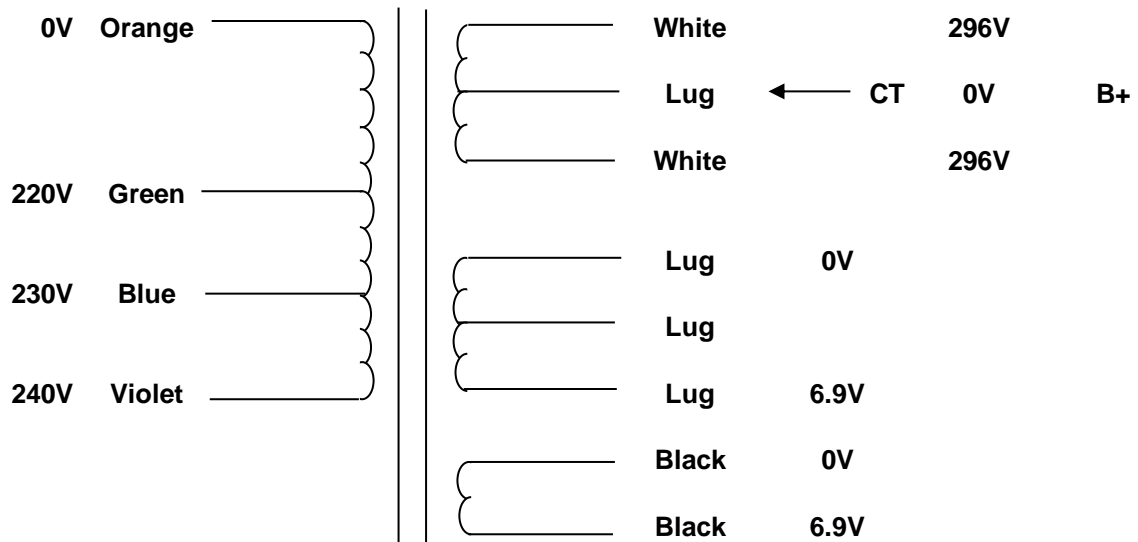 0V Orange White 296V
Lug CT 0V B+
White 296V
220V Green
Lug 0V
230V Blue
Lug
240V Violet Lug 6.9V
Black 0V
Black 6.9V